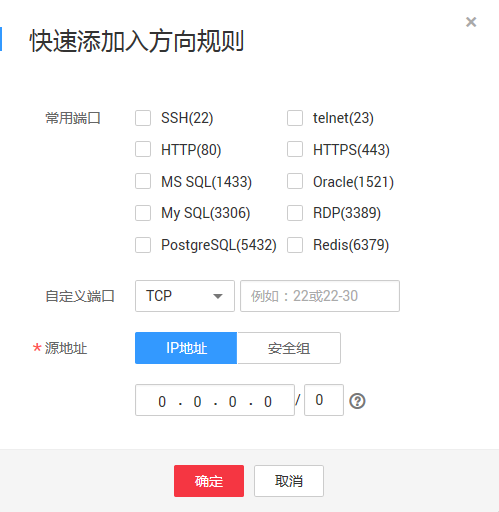 快速添加入方向规则
常用端口 SSH(22) telnet(23)
HTTP(80) HTTPS(443)
MS SQL(1433) Oracle(1521)
My SQL(3306) RDP(3389)
PostgreSQL(5432) Redis(6379)
自定义端口 TCP 例如：22或22-30
* 源地址 IP地址 安全组
0 . 0 . 0 . 0 / 0
确定 取消